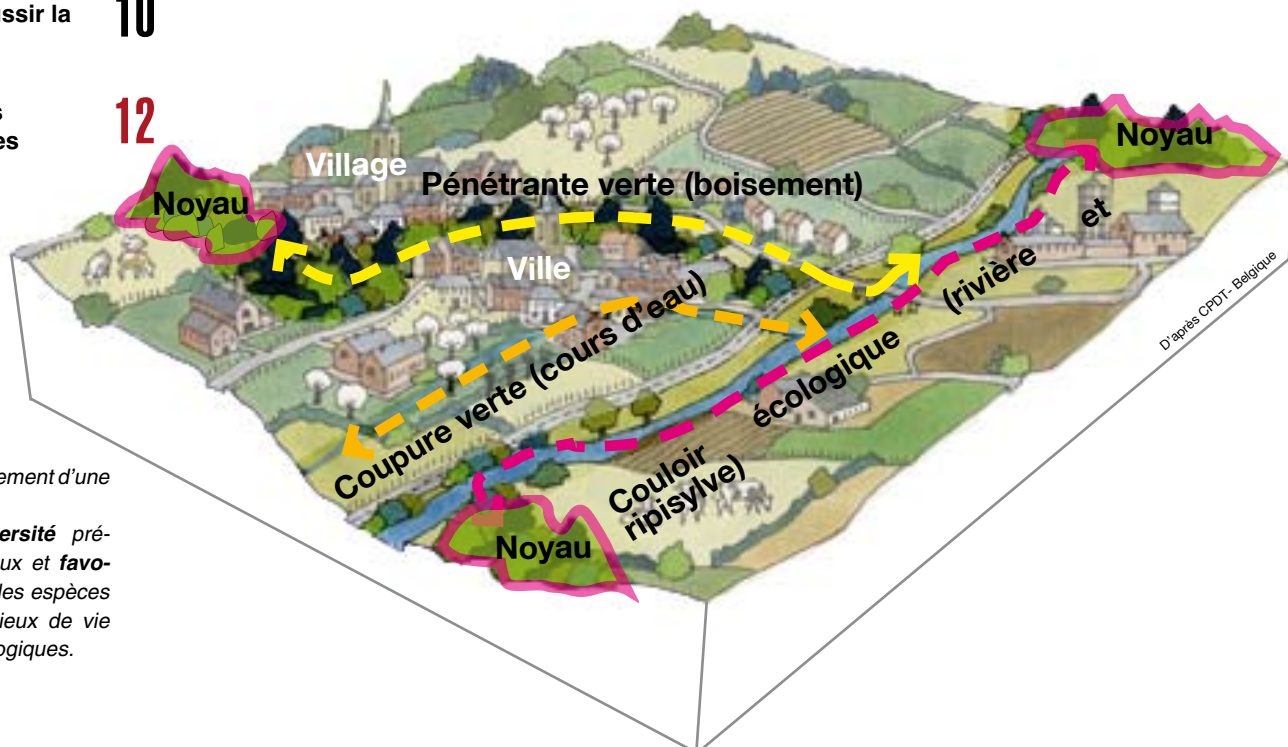 ssir la
10
s
es
12
Village
Noyau
Pénétrante verte (boisement)
Noyau
Ville
Coupure verte (cours d'eau)
Couloir écologique (rivière et
ripisylve)
Noyau
D'après CPDT- Belgique
ement d'une
ersité pré-
ux et favo-
des espèces
ieux de vie
ogiques.